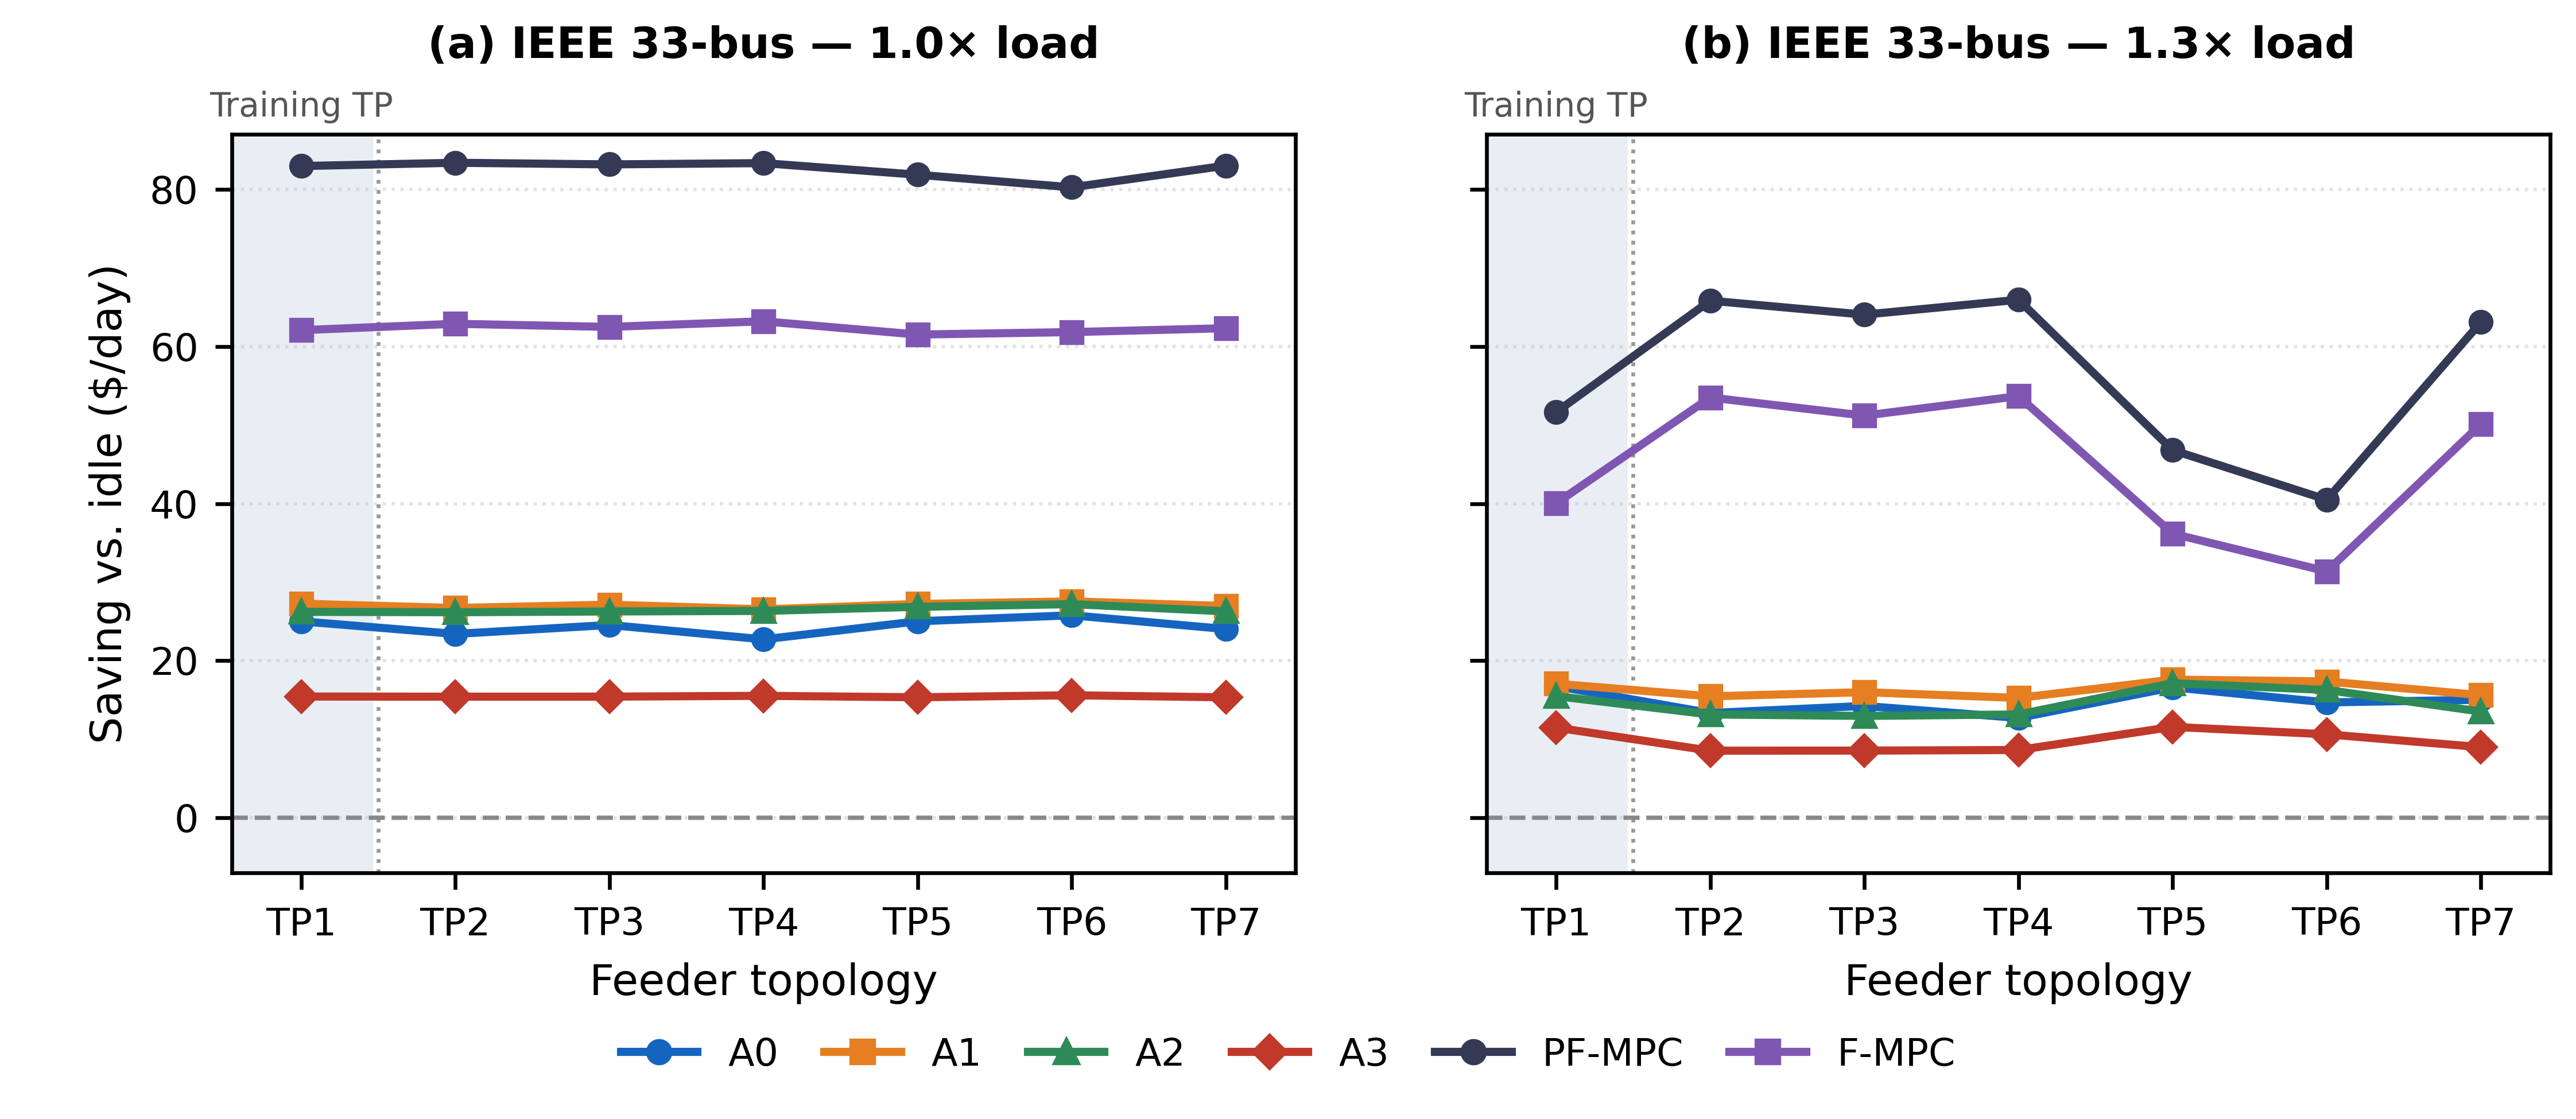 (a) IEEE 33-bus — 1.0× load
Training TP
Saving vs. idle ($/day)
80
60
40
20
0
TP1 TP2 TP3 TP4 TP5 TP6 TP7
Feeder topology
(b) IEEE 33-bus — 1.3× load
Training TP
TP1 TP2 TP3 TP4 TP5 TP6 TP7
Feeder topology
A0 A1 A2 A3 PF-MPC F-MPC